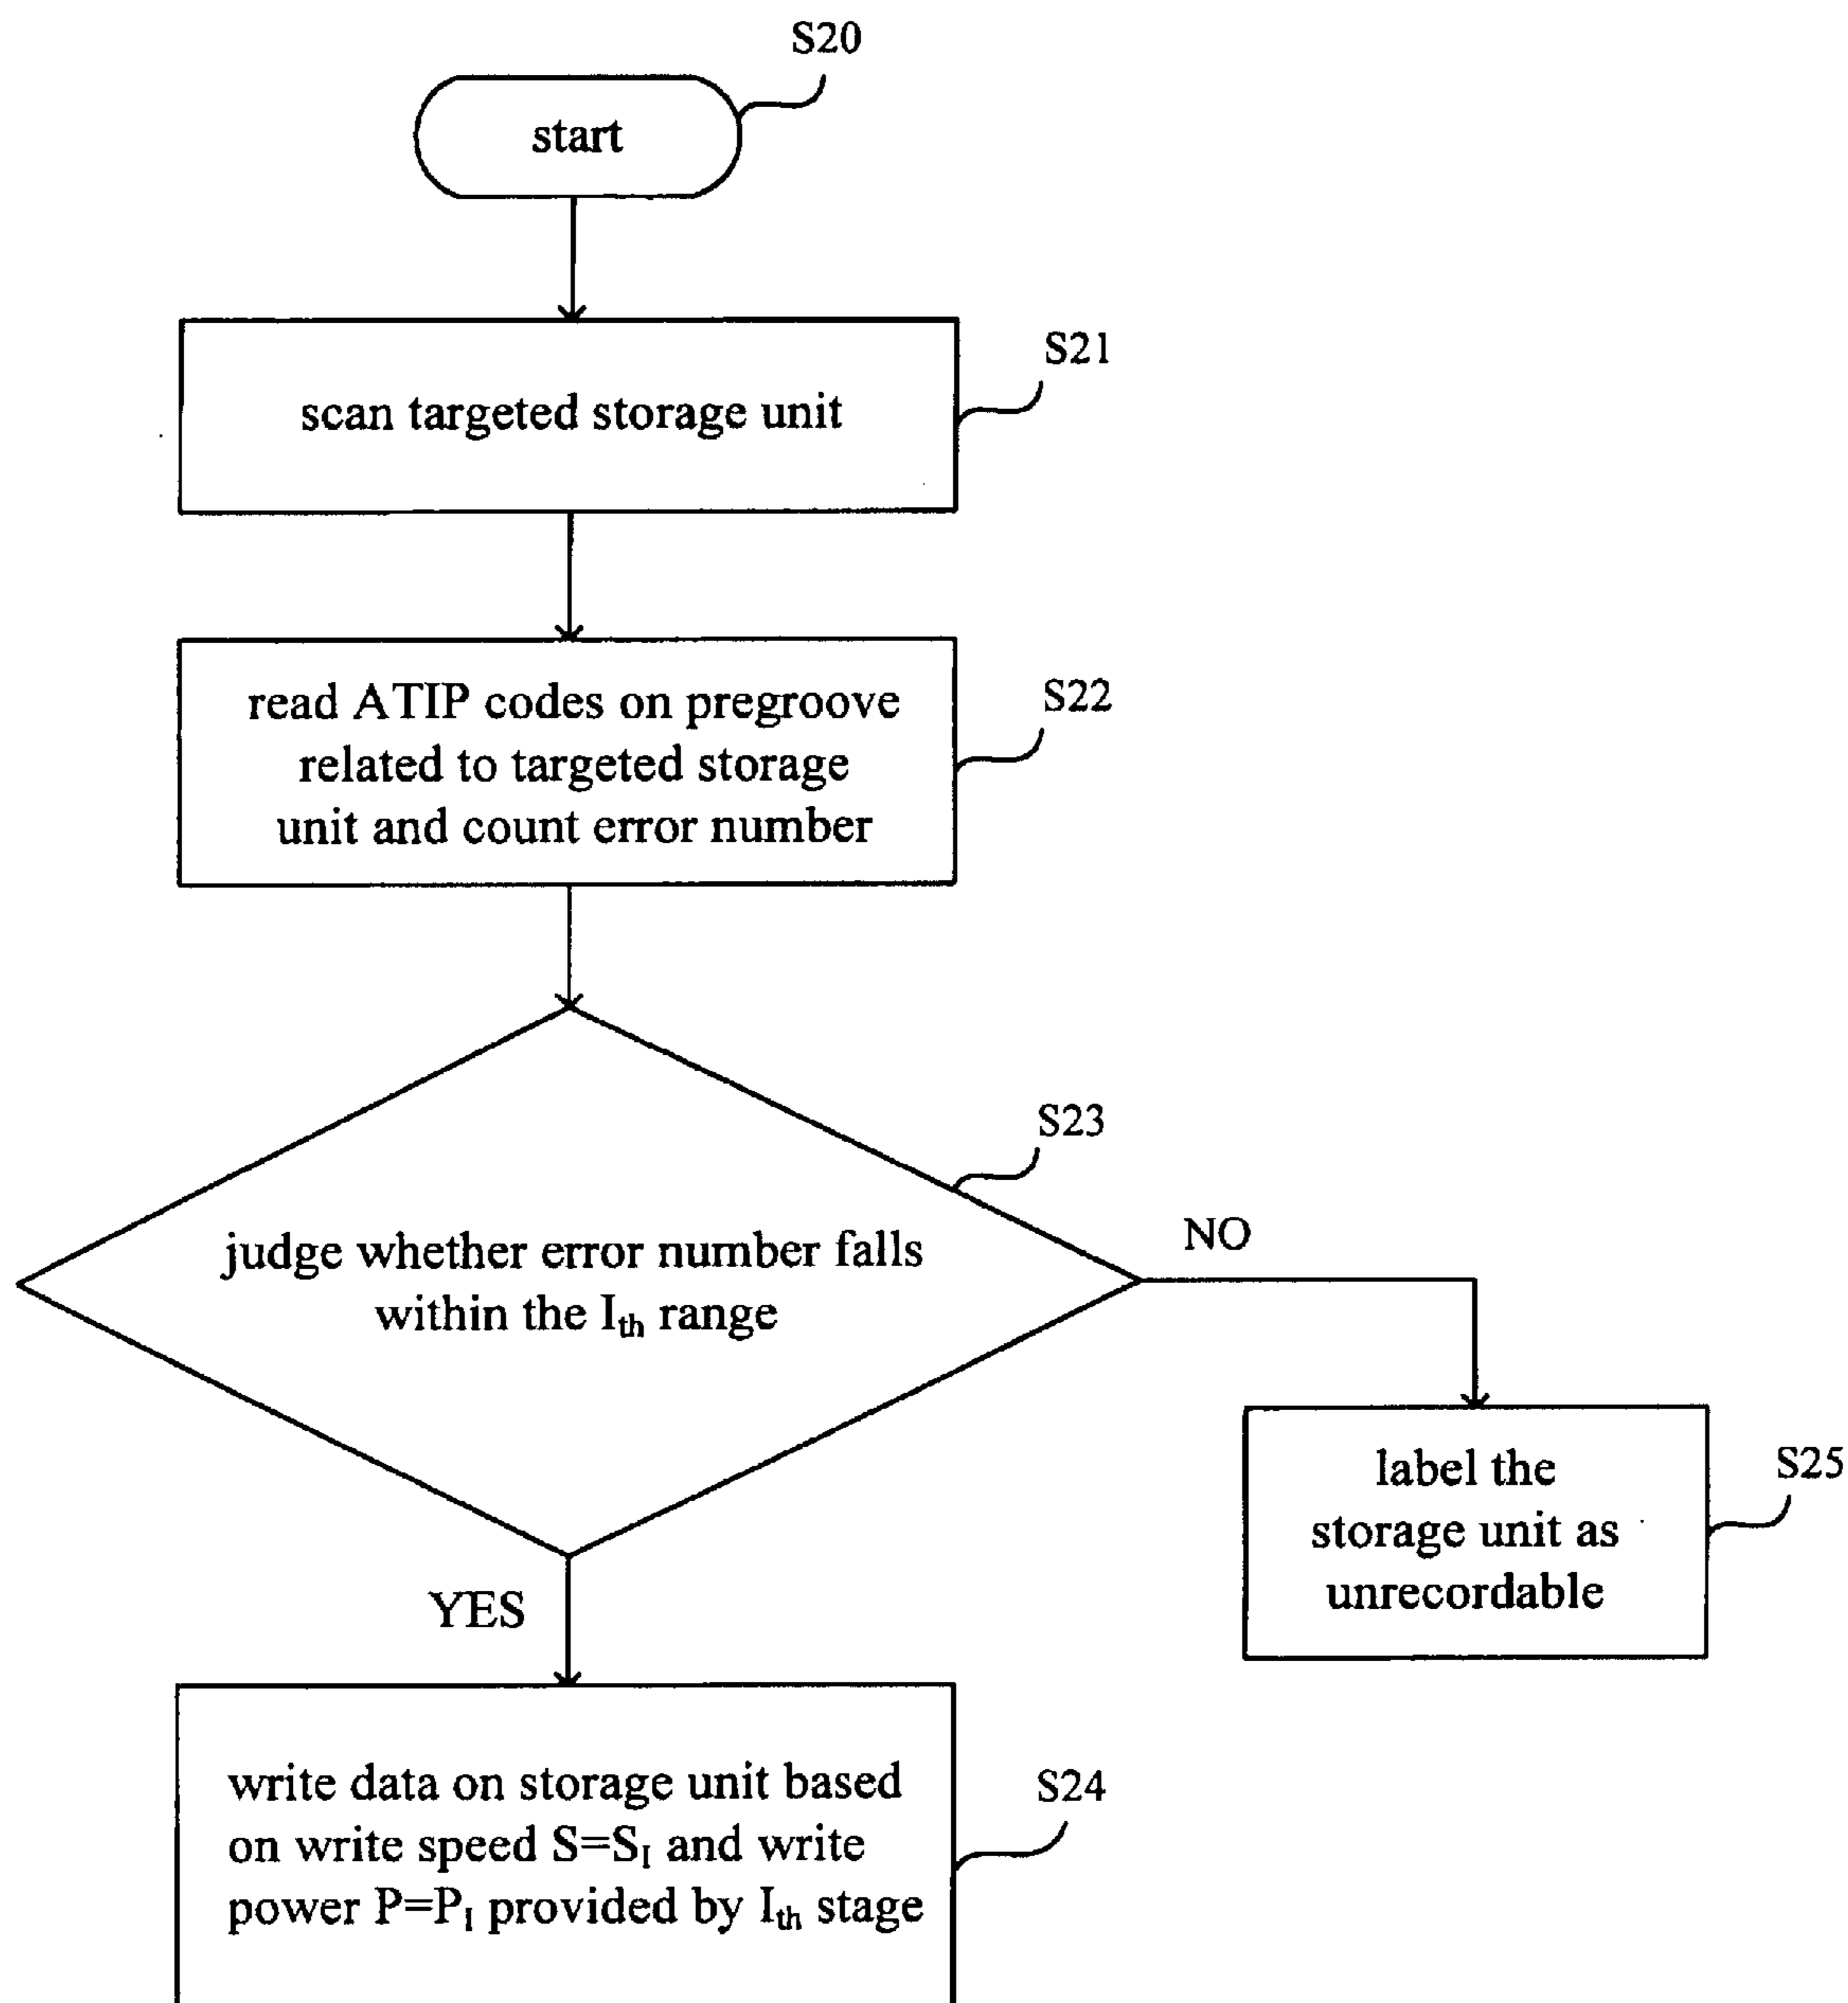 S20
start
S21
scan targeted storage unit
S22
read ATIP codes on pregroove
related to targeted storage
unit and count error number
S23
judge whether error number falls
within the Ith range
NO
S25
label the
storage unit as
unrecordable
YES
S24
write data on storage unit based
on write speed S=SI and write
power P=PI provided by Ith stage